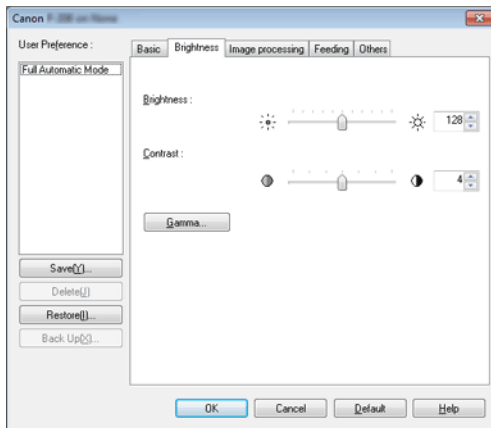 Canon
User Preference :
Full Automatic Mode
Save(Y)...
Delete(J)
Restore(I)...
Back Up(X)...
Basic
Brightness
Image processing
Feeding
Others
Brightness :
128
Contrast :
4
Gamma...
OK
Cancel
Default
Help